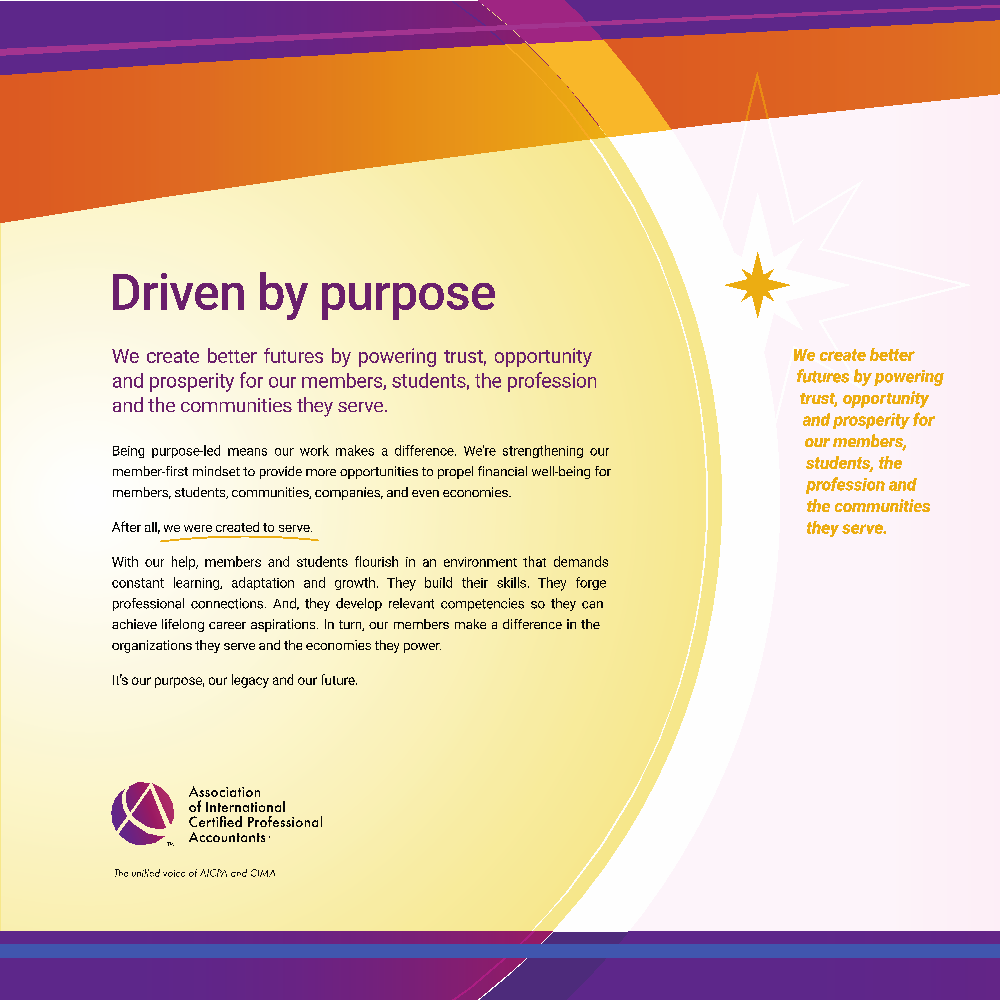 Driven by purpose
We create better futures by powering trust, opportunity
and prosperity for our members, students, the profession
and the communities they serve.
Being purpose-led means our work makes a difference. We're strengthening our
member-first mindset to provide more opportunities to propel financial well-being for
members, students, communities, companies, and even economies.
After all, we were created to serve.
With our help, members and students flourish in an environment that demands
constant learning, adaptation and growth. They build their skills. They forge
professional connections. And, they develop relevant competencies so they can
achieve lifelong career aspirations. In turn, our members make a difference in the
organizations they serve and the economies they power.
It's our purpose, our legacy and our future.
We create better
futures by powering
trust, opportunity
and prosperity for
our members,
students, the
profession and
the communities
they serve.
Association
of International
Certified Professional
Accountants
TM
The unified voice of AICPA and CIMA